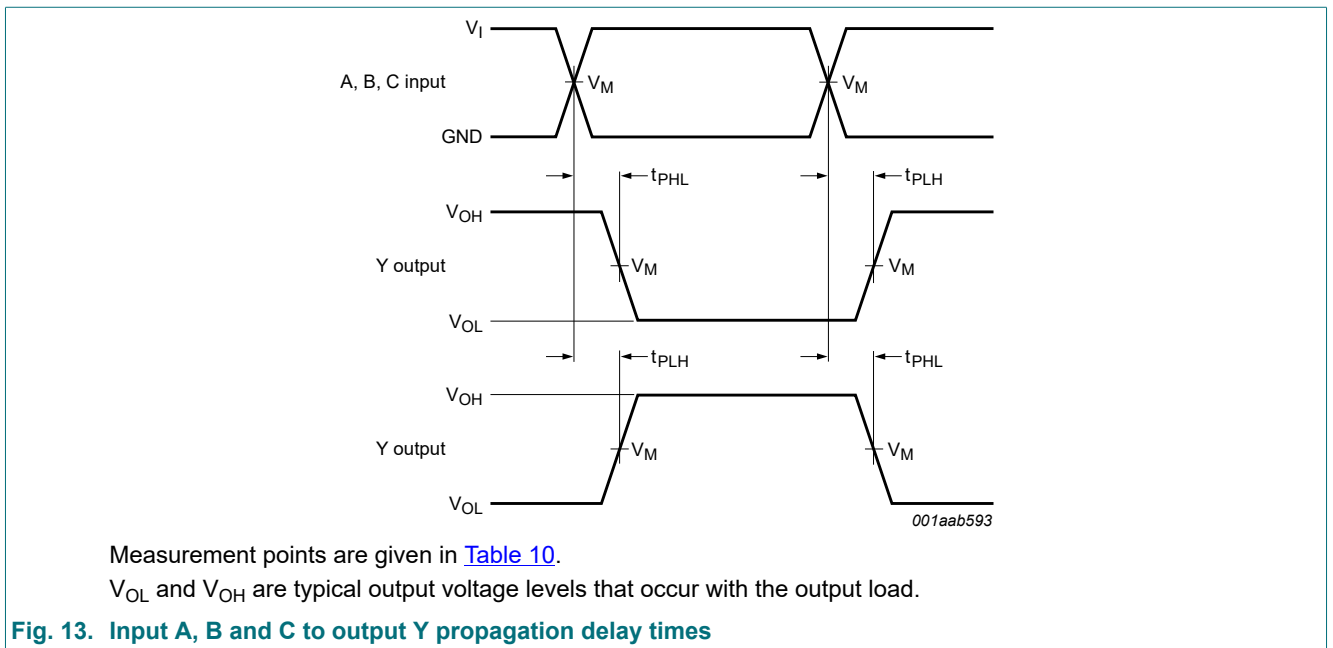 V_I
A, B, C input
V_M
V_M
GND
t_PHL
t_PLH
V_OH
Y output
V_M
V_M
V_OL
t_PLH
t_PHL
V_OH
Y output
V_M
V_M
V_OL
001aab593
Measurement points are given in Table 10.
V_OL and V_OH are typical output voltage levels that occur with the output load.
Fig. 13. Input A, B and C to output Y propagation delay times